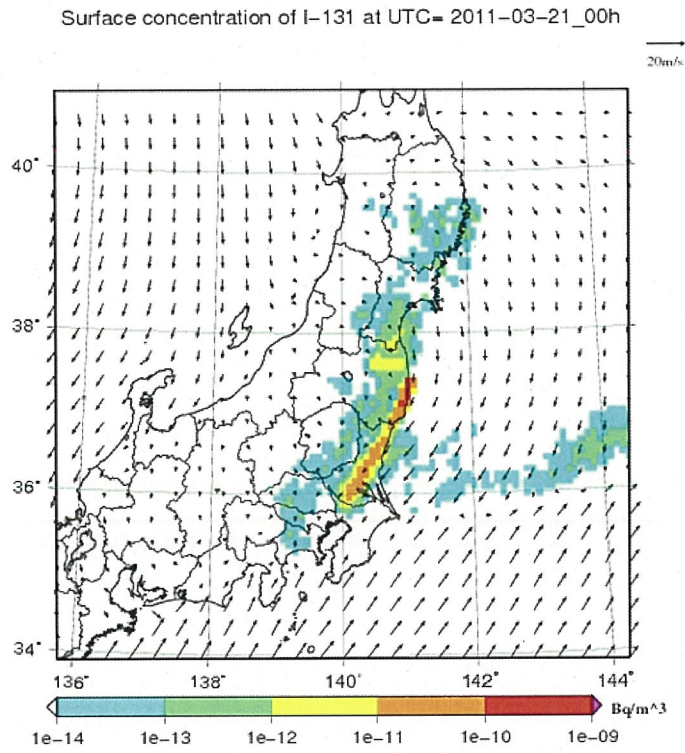 Surface concentration of I-131 at UTC= 2011-03-21_00h
20m/s
40°
38°
36°
34°
136° 138° 140° 142° 144°
Bq/m^3
1e-14 1e-13 1e-12 1e-11 1e-10 1e-09